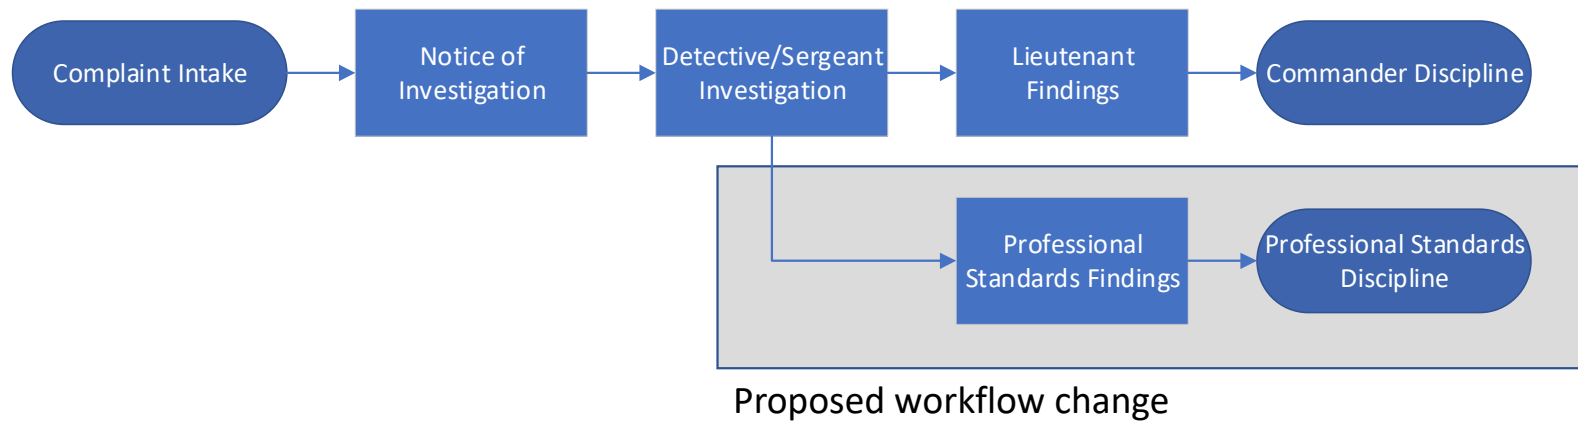 Complaint Intake
Notice of
Investigation
Detective/Sergeant
Investigation
Lieutenant
Findings
Commander Discipline
Professional
Standards Findings
Professional Standards
Discipline
Proposed workflow change